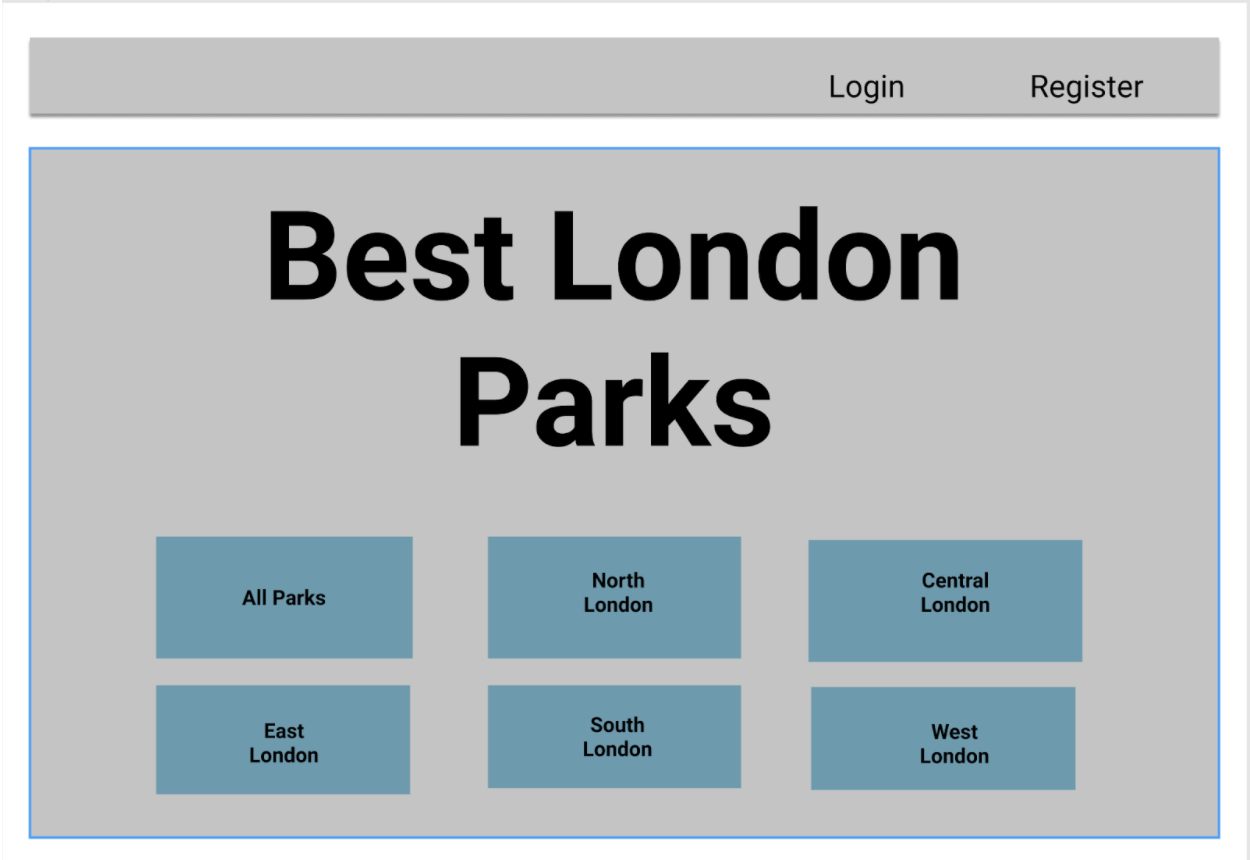 Login Register
Best London
Parks
All Parks
North
London
Central
London
East
London
South
London
West
London